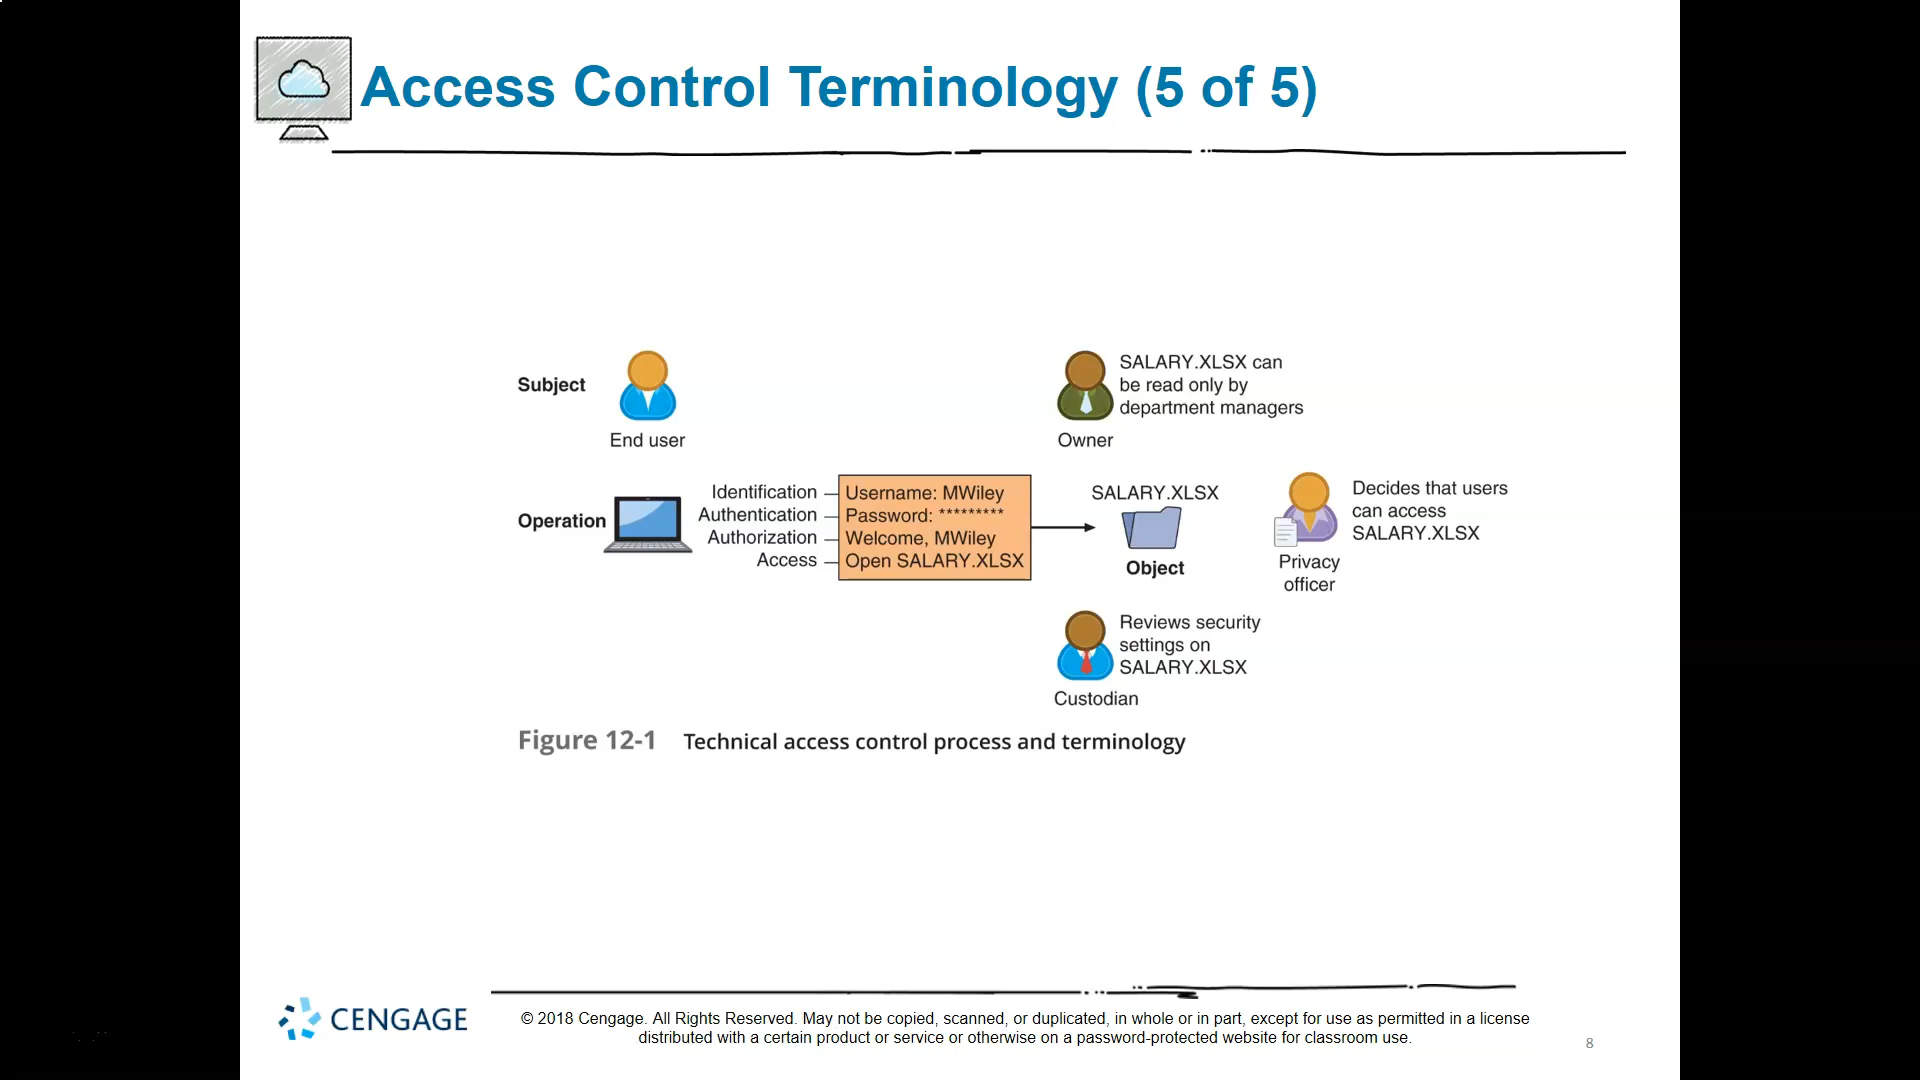 Access Control Terminology (5 of 5)
Subject
End user
SALARY.XLSX can
be read only by
department managers
Owner
Operation
Identification
Authentication
Authorization
Access
Username: MWiley
Password: *********
Welcome, MWiley
Open SALARY.XLSX
SALARY.XLSX
Object
Decides that users
can access
SALARY.XLSX
Privacy
officer
Reviews security
settings on
SALARY.XLSX
Custodian
Figure 12-1 Technical access control process and terminology
CENGAGE
© 2018 Cengage. All Rights Reserved. May not be copied, scanned, or duplicated, in whole or in part, except for use as permitted in a license
distributed with a certain product or service or otherwise on a password-protected website for classroom use.
8